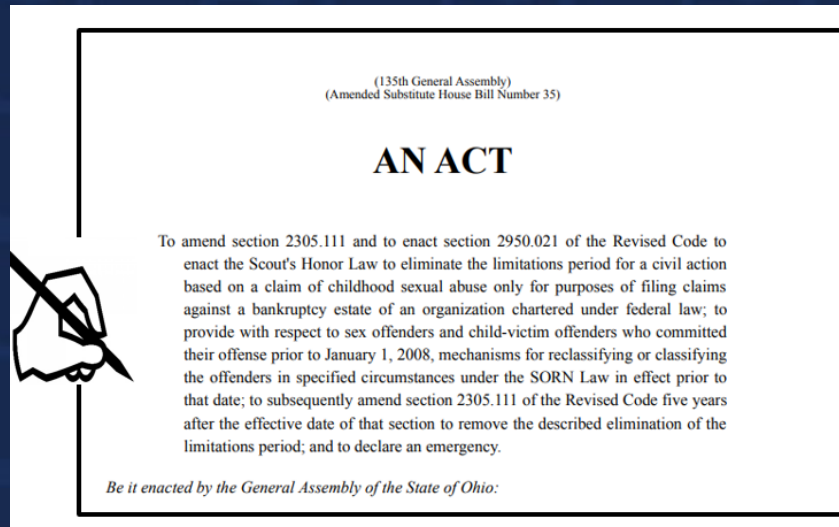 (135th General Assembly)
(Amended Substitute House Bill Number 35)
AN ACT
To amend section 2305.111 and to enact section 2950.021 of the Revised Code to
enact the Scout's Honor Law to eliminate the limitations period for a civil action
based on a claim of childhood sexual abuse only for purposes of filing claims
against a bankruptcy estate of an organization chartered under federal law; to
provide with respect to sex offenders and child-victim offenders who committed
their offense prior to January 1, 2008, mechanisms for reclassifying or classifying
the offenders in specified circumstances under the SORN Law in effect prior to
that date; to subsequently amend section 2305.111 of the Revised Code five years
after the effective date of that section to remove the described elimination of the
limitations period; and to declare an emergency.
Be it enacted by the General Assembly of the State of Ohio: